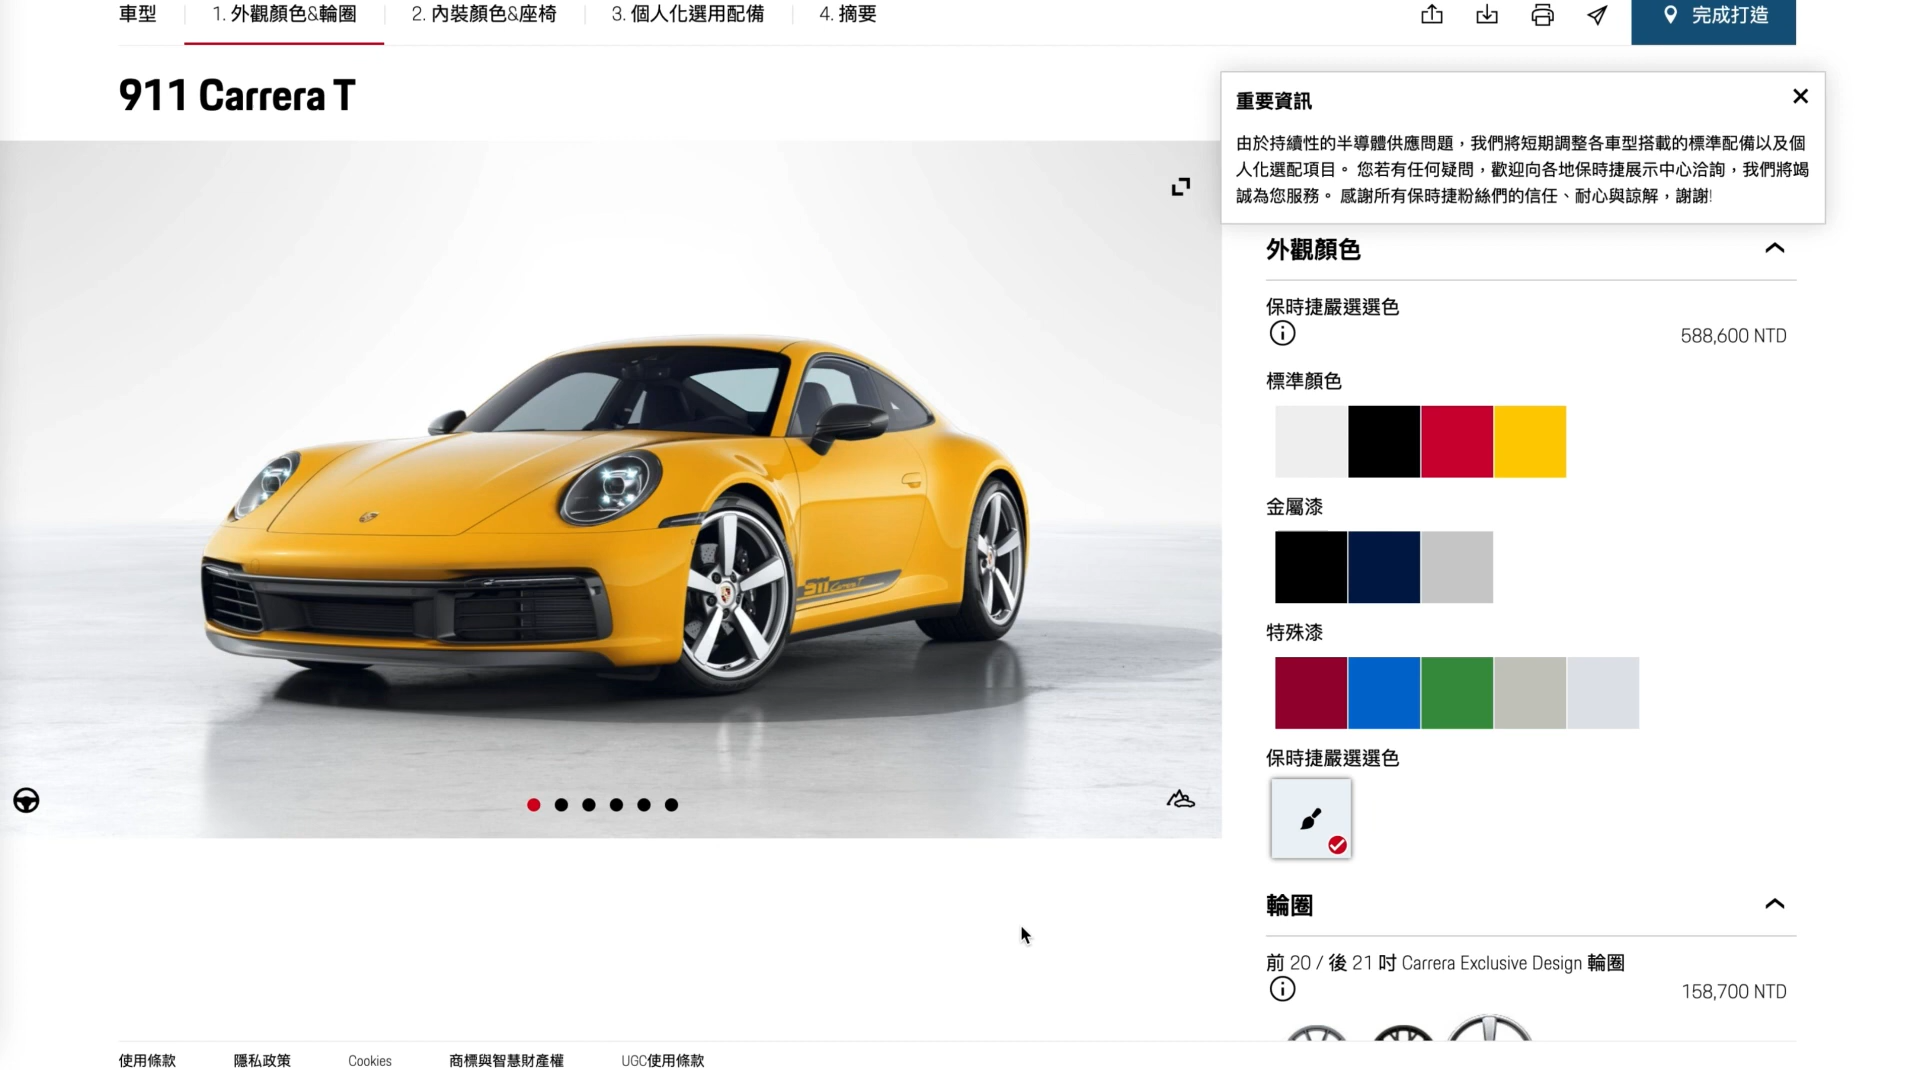 車型
1. 外觀顏色&輪圈
2. 內裝顏色&座椅
3. 個人化選用配備
4. 摘要
完成打造
911 Carrera T
重要資訊
由於持續性的半導體供應問題，我們將短期調整各車型搭載的標準配備以及個
人化選配項目。 您若有任何疑問，歡迎向各地保時捷展示中心洽詢，我們將竭
誠為您服務。 感謝所有保時捷粉絲們的信任、耐心與諒解，謝謝!
外觀顏色
保時捷嚴選選色
588,600 NTD
標準顏色
金屬漆
特殊漆
保時捷嚴選選色
911 Carrera T
輪圈
前 20 / 後 21 吋 Carrera Exclusive Design 輪圈
158,700 NTD
使用條款
隱私政策
Cookies
商標與智慧財產權
UGC使用條款